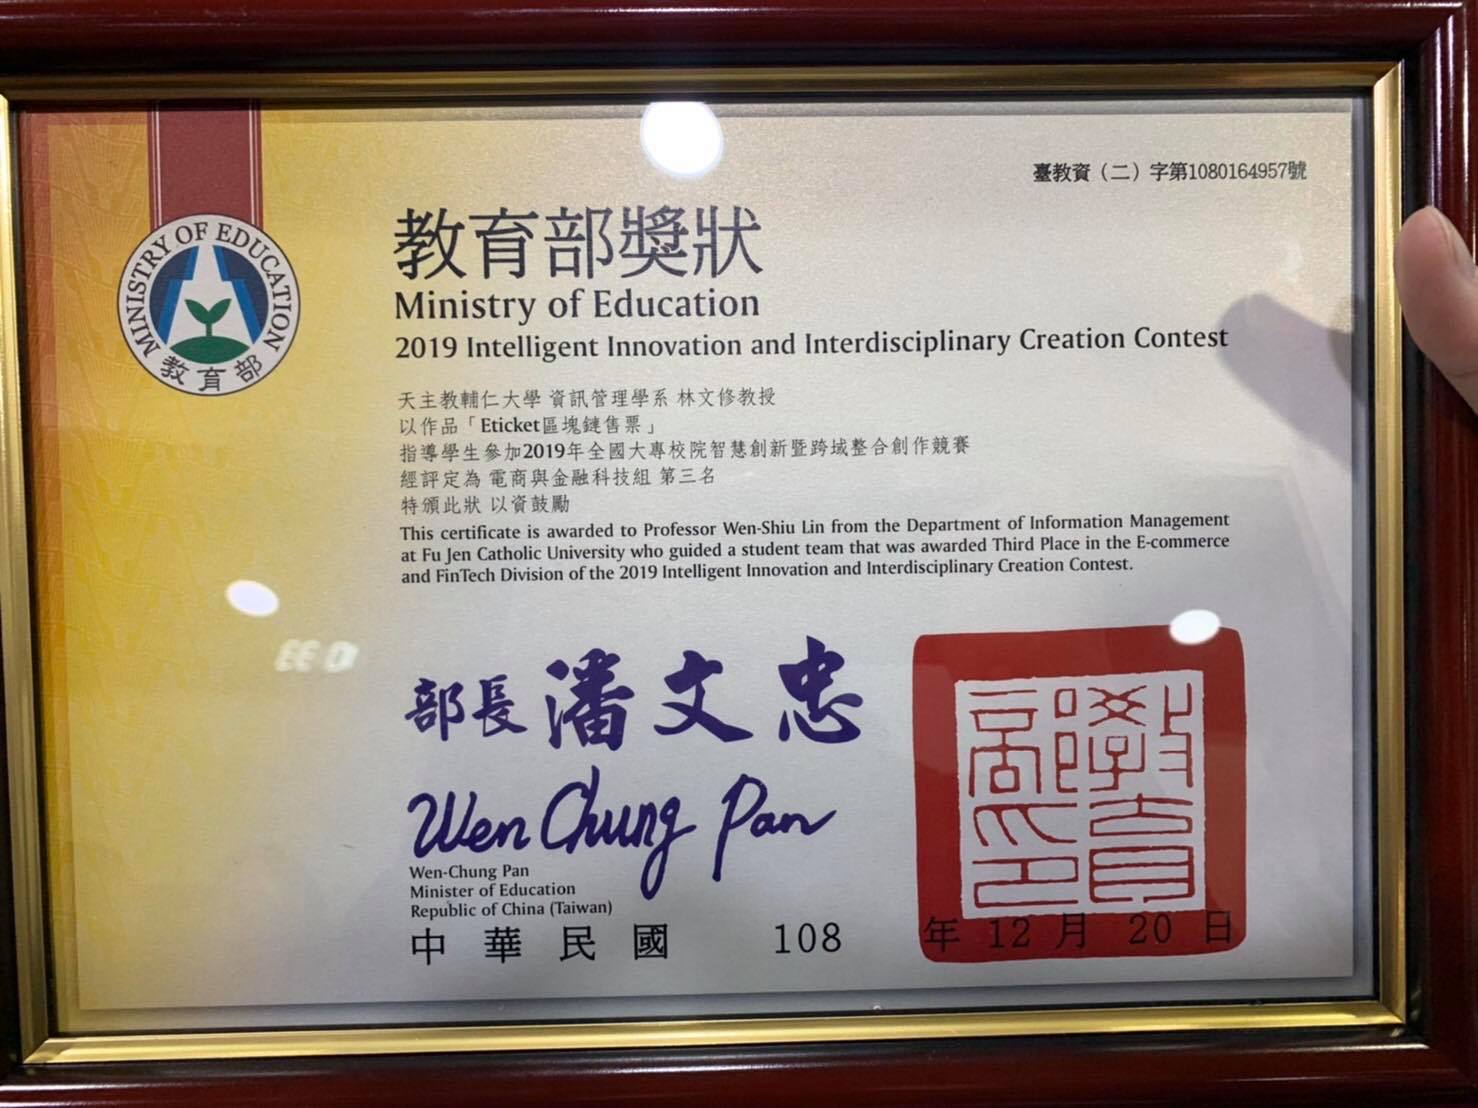 臺教資（二）字第1080164957號
MINISTRY OF EDUCATION
教育部
教育部獎狀
Ministry of Education
2019 Intelligent Innovation and Interdisciplinary Creation Contest
天主教輔仁大學 資訊管理學系 林文修教授
以作品「Eticket區塊鏈售票」
指導學生參加2019年全國大專校院智慧創新暨跨域整合創作競賽
經評定為 電商與金融科技組 第三名
特頒此狀 以資鼓勵
This certificate is awarded to Professor Wen-Shiu Lin from the Department of Information Management
at Fu Jen Catholic University who guided a student team that was awarded Third Place in the E-commerce
and FinTech Division of the 2019 Intelligent Innovation and Interdisciplinary Creation Contest.
部長 潘文忠
Wen Chung Pan
Wen-Chung Pan
Minister of Education
Republic of China (Taiwan)
教育部印
中華民國 108 年 12 月 20 日